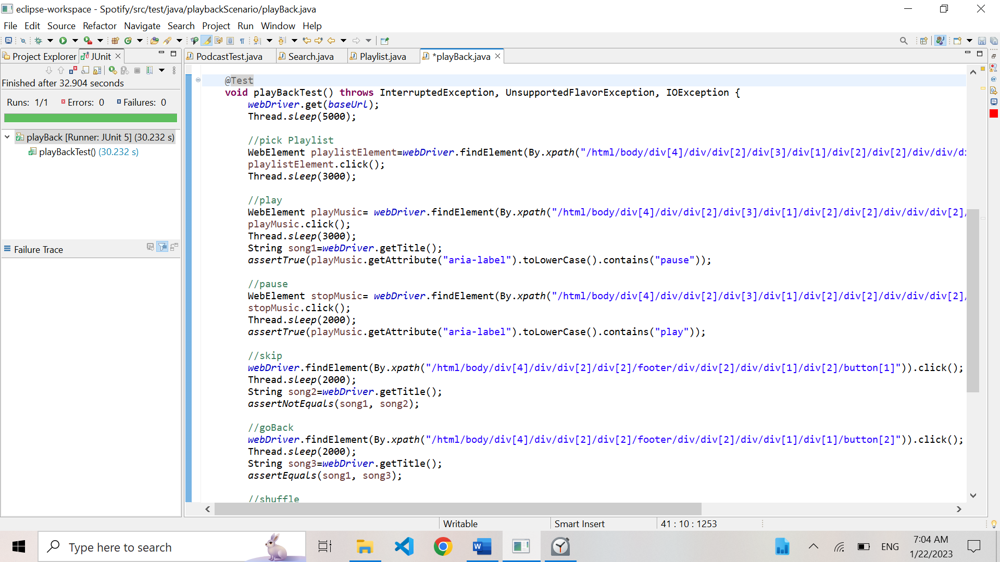 eclipse-workspace - Spotify/src/test/java/playbackScenario/playBack.java
File Edit Source Refactor Navigate Search Project Run Window Help
Project Explorer JUnit
PodcastTest.java Search.java Playlist.java *playBack.java
Finished after 32.904 seconds
Runs: 1/1 Errors: 0 Failures: 0
playBack [Runner: JUnit 5] (30.232 s)
playBackTest() (30.232 s)
Failure Trace
@Test
void playBackTest() throws InterruptedException, UnsupportedFlavorException, IOException {
webDriver.get(baseUrl);
Thread.sleep(5000);
//pick Playlist
WebElement playlistElement=webDriver.findElement(By.xpath("/html/body/div[4]/div/div[2]/div[3]/div[1]/div[2]/div[2]/div/div/di
playlistElement.click();
Thread.sleep(3000);
//play
WebElement playMusic= webDriver.findElement(By.xpath("/html/body/div[4]/div/div[2]/div[3]/div[1]/div[2]/div[2]/div/div/div[2]/
playMusic.click();
Thread.sleep(3000);
String song1=webDriver.getTitle();
assertTrue(playMusic.getAttribute("aria-label").toLowerCase().contains("pause"));
//pause
WebElement stopMusic= webDriver.findElement(By.xpath("/html/body/div[4]/div/div[2]/div[3]/div[1]/div[2]/div[2]/div/div/div[2]/
stopMusic.click();
Thread.sleep(2000);
assertTrue(playMusic.getAttribute("aria-label").toLowerCase().contains("play"));
//skip
webDriver.findElement(By.xpath("/html/body/div[4]/div/div[2]/div[2]/footer/div/div[2]/div/div[1]/div[2]/button[1]")).click();
Thread.sleep(2000);
String song2=webDriver.getTitle();
assertNotEquals(song1, song2);
//goBack
webDriver.findElement(By.xpath("/html/body/div[4]/div/div[2]/div[2]/footer/div/div[2]/div/div[1]/div[1]/button[2]")).click();
Thread.sleep(2000);
String song3=webDriver.getTitle();
assertEquals(song1, song3);
//shuffle
Writable Smart Insert 41 : 10 : 1253
Type here to search
ENG
7:04 AM
1/22/2023